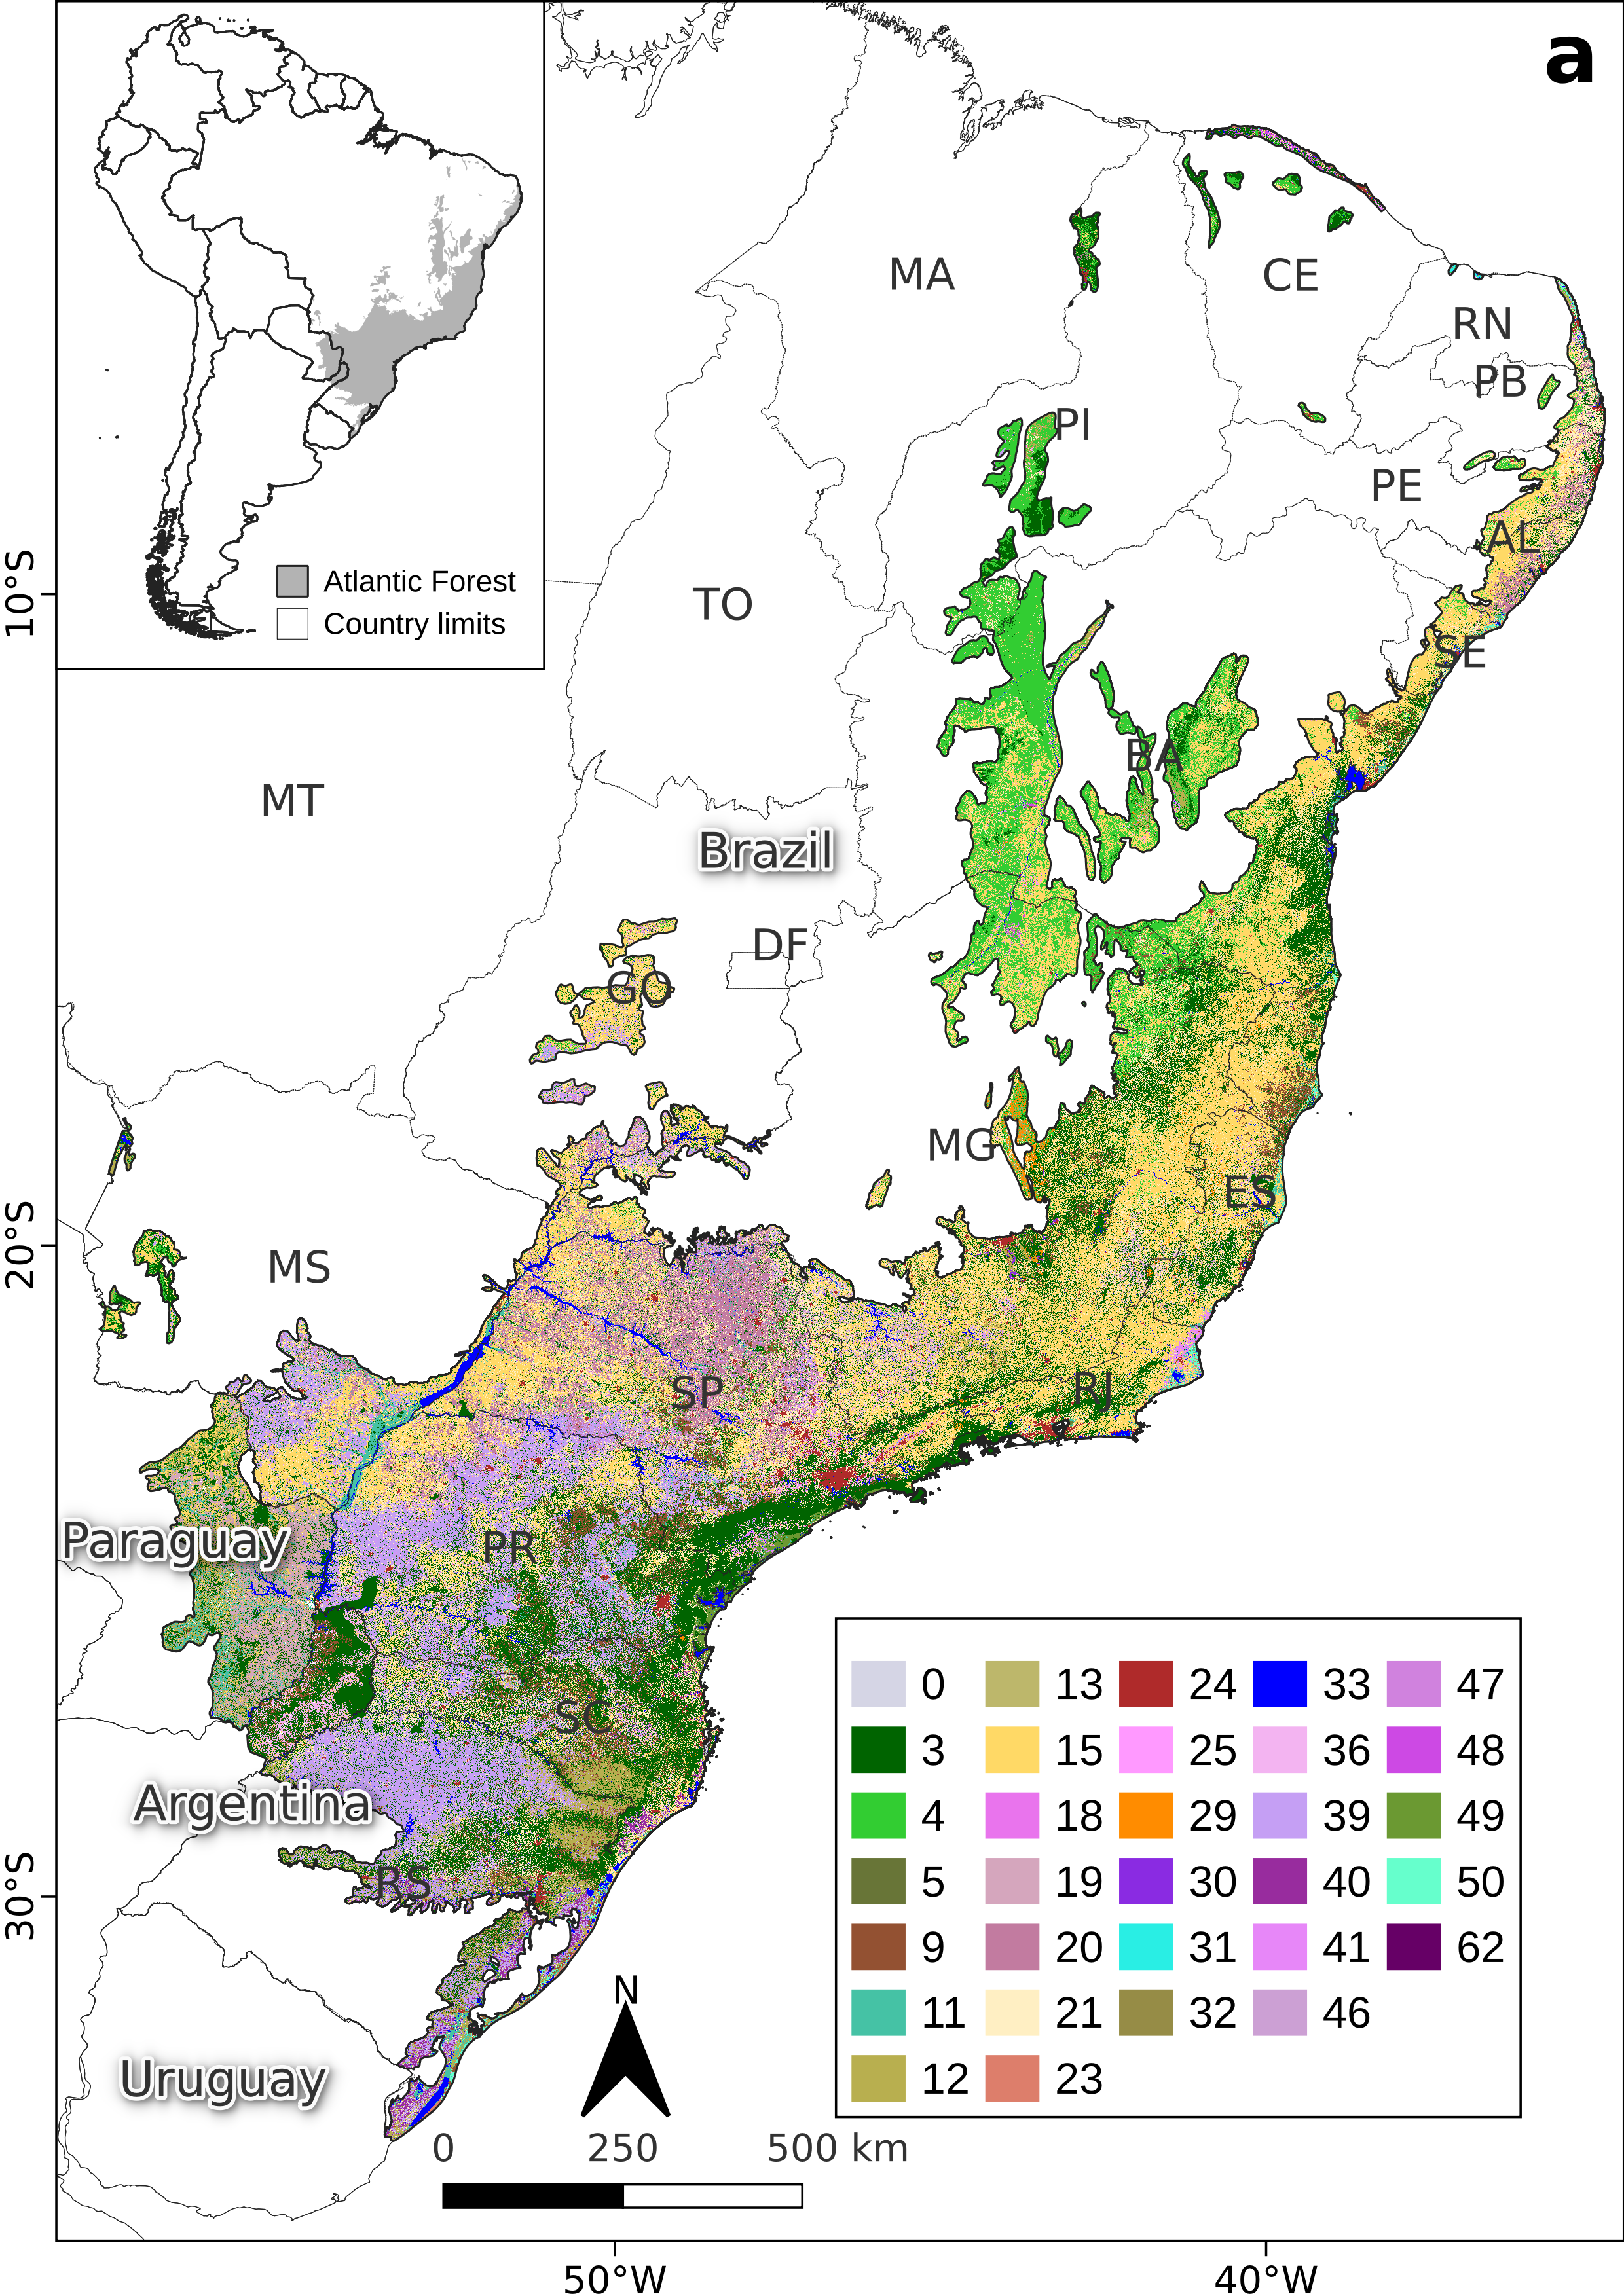 a
Atlantic Forest
Country limits
MA
CE
RN
PB
PI
PE
AL
10°S
TO
SE
BA
MT
Brazil
DF
GO
MG
ES
20°S
MS
SP
RJ
Paraguay
PR
SC
Argentina
RS
30°S
Uruguay
N
0 250 500 km
0 13 24 33 47
3 15 25 36 48
4 18 29 39 49
5 19 30 40 50
9 20 31 41 62
11 21 32 46
12 23
50°W 40°W